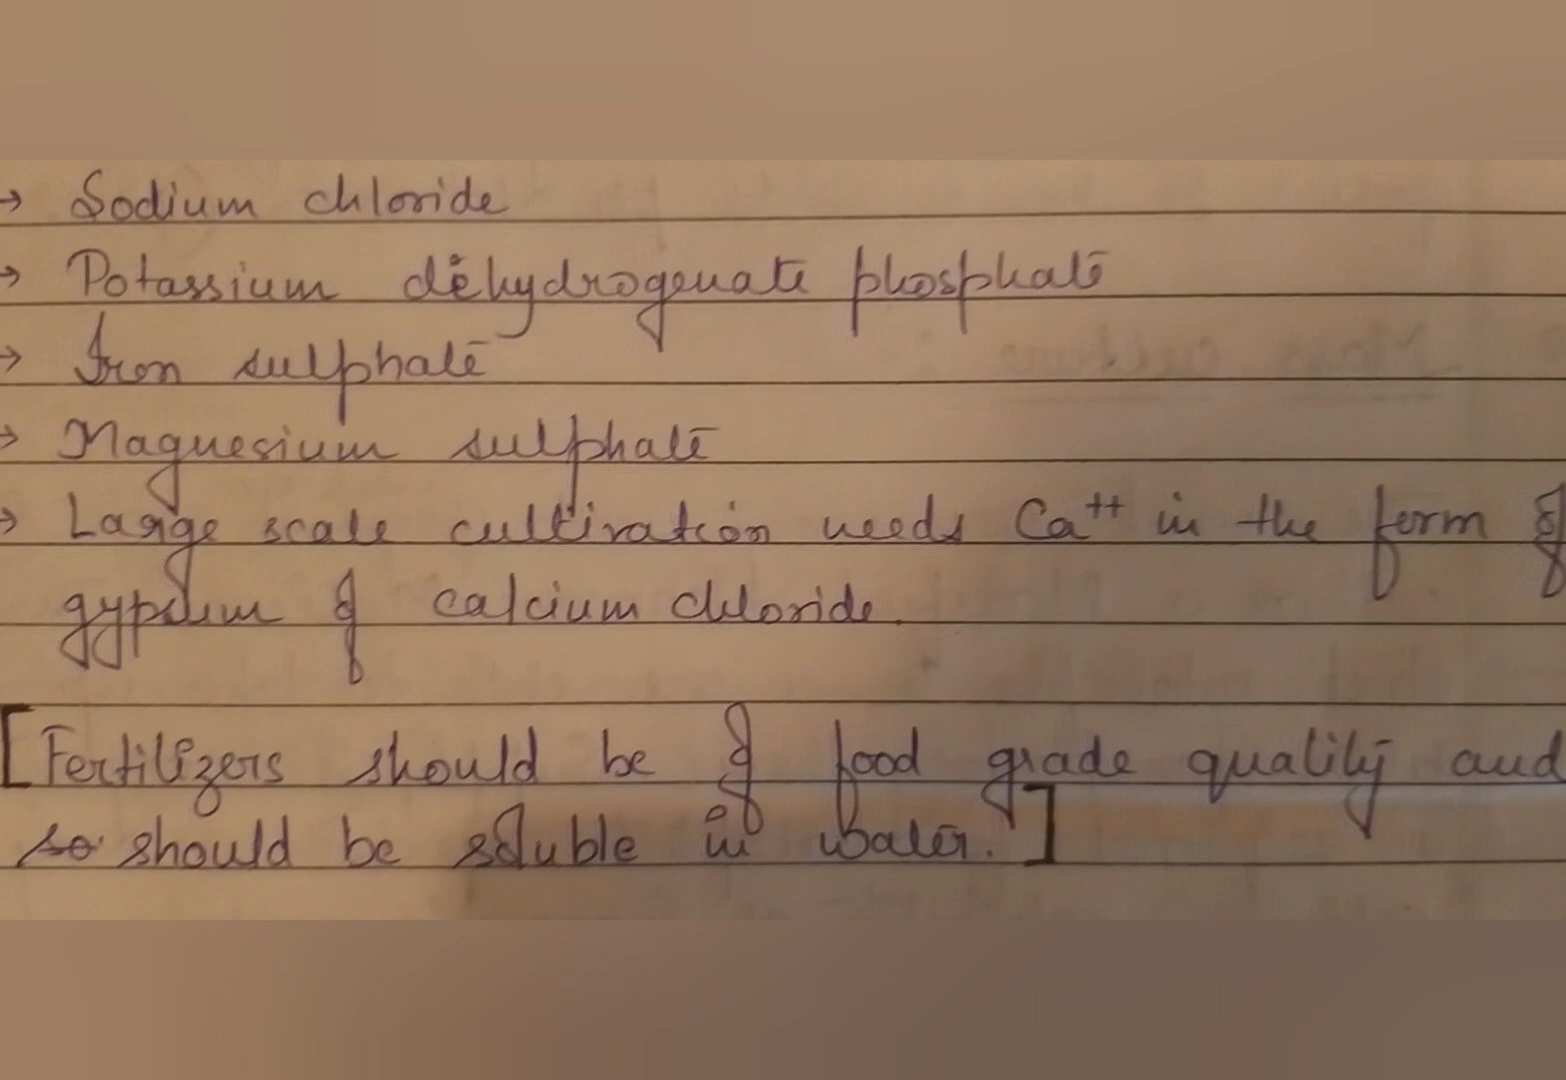 → Sodium chloride
→ Potassium dehydrogenate phosphate
→ Iron sulphate
→ Magnesium sulphate
→ Large scale cultivation needs Ca++ in the form of
gypsum of calcium chloride.
[Fertilizers should be of food grade quality and
so should be soluble in water.]